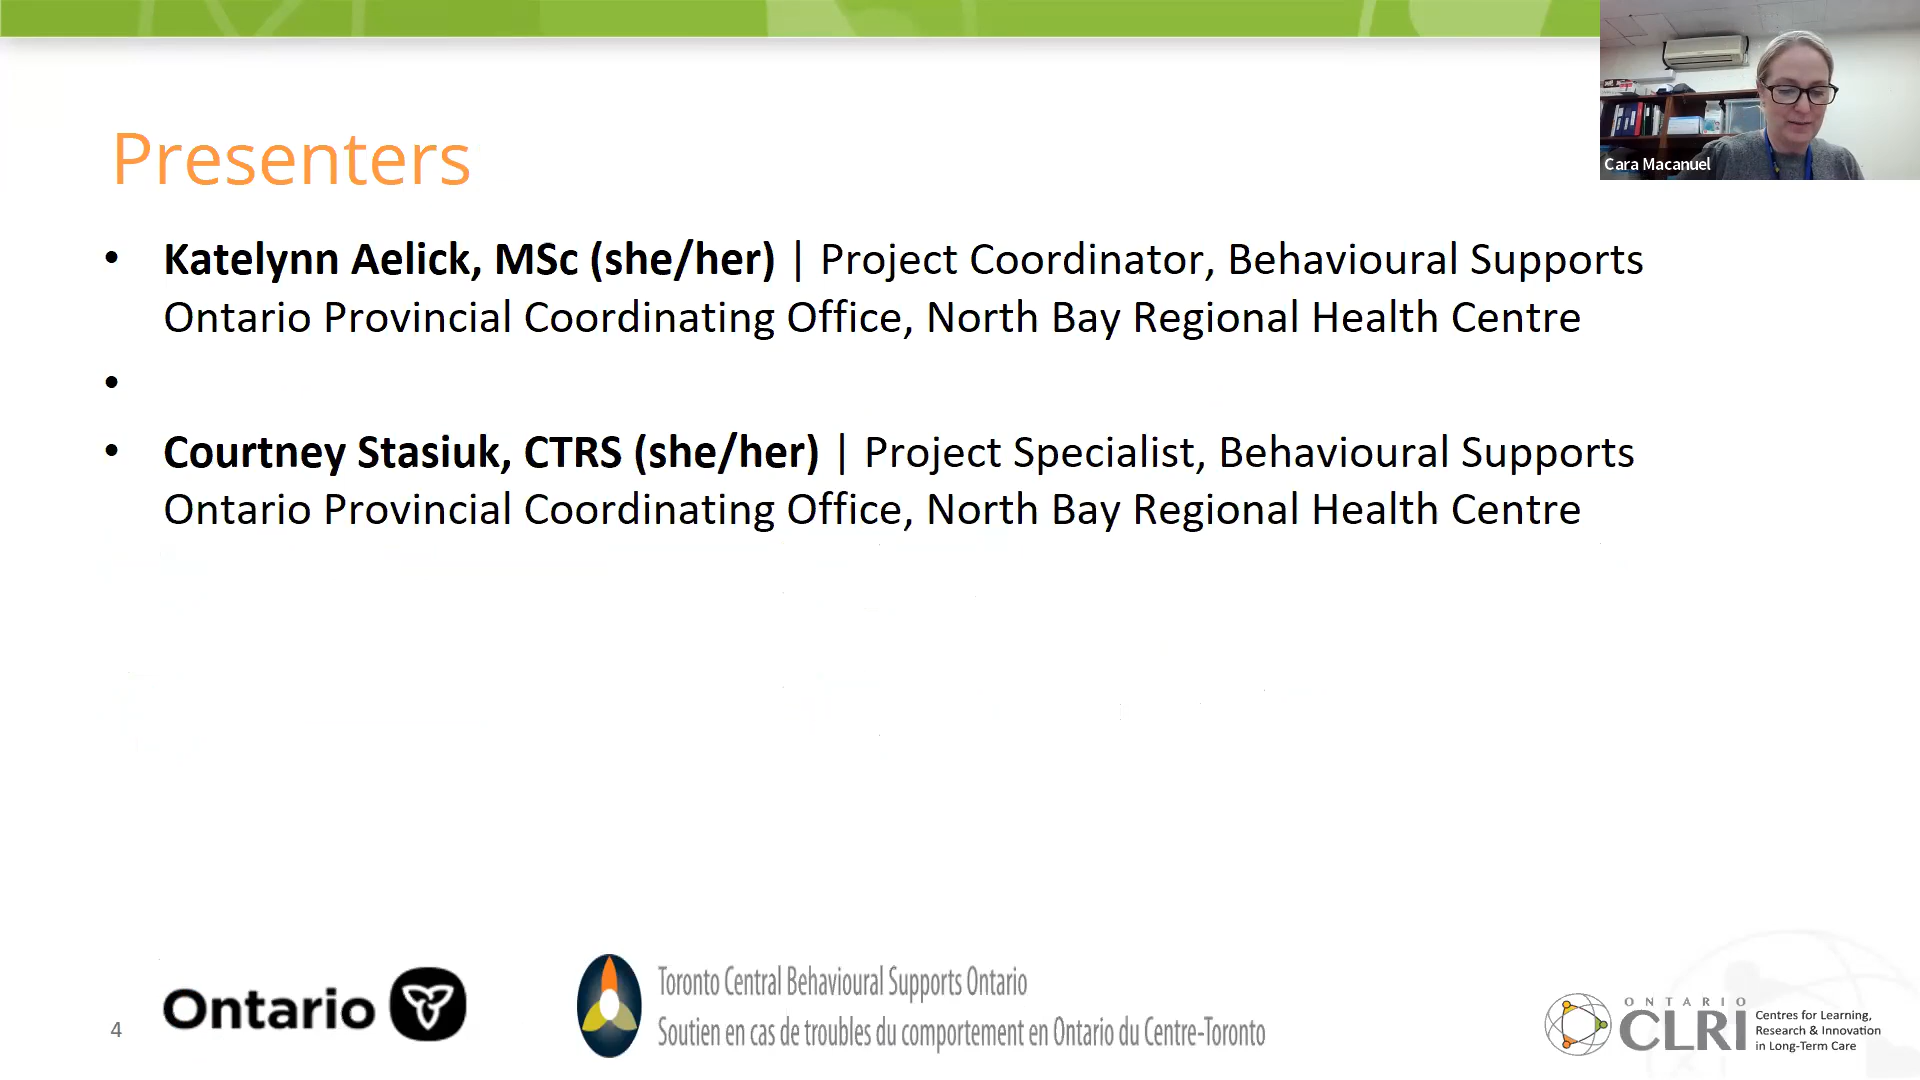 Presenters
Cara Macanuel
• Katelynn Aelick, MSc (she/her) | Project Coordinator, Behavioural Supports
Ontario Provincial Coordinating Office, North Bay Regional Health Centre
•
• Courtney Stasiuk, CTRS (she/her) | Project Specialist, Behavioural Supports
Ontario Provincial Coordinating Office, North Bay Regional Health Centre
4
Ontario
Toronto Central Behavioural Supports Ontario
Soutien en cas de troubles du comportement en Ontario du Centre-Toronto
ONTARIO
CLRI
Centres for Learning,
Research & Innovation
in Long-Term Care